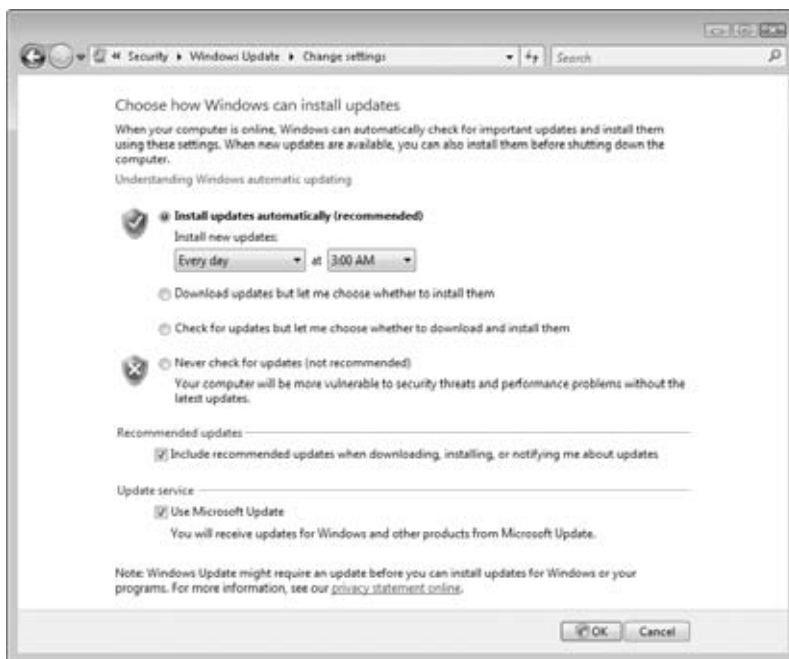 « Security ▸ Windows Update ▸ Change settings
Search
Choose how Windows can install updates
When your computer is online, Windows can automatically check for important updates and install them
using these settings. When new updates are available, you can also install them before shutting down the
computer.
Understanding Windows automatic updating
Install updates automatically (recommended)
Install new updates:
Every day at 3:00 AM
Download updates but let me choose whether to install them
Check for updates but let me choose whether to download and install them
Never check for updates (not recommended)
Your computer will be more vulnerable to security threats and performance problems without the
latest updates.
Recommended updates
Include recommended updates when downloading, installing, or notifying me about updates
Update service
Use Microsoft Update
You will receive updates for Windows and other products from Microsoft Update.
Note: Windows Update might require an update before you can install updates for Windows or your
programs. For more information, see our privacy statement online.
OK Cancel